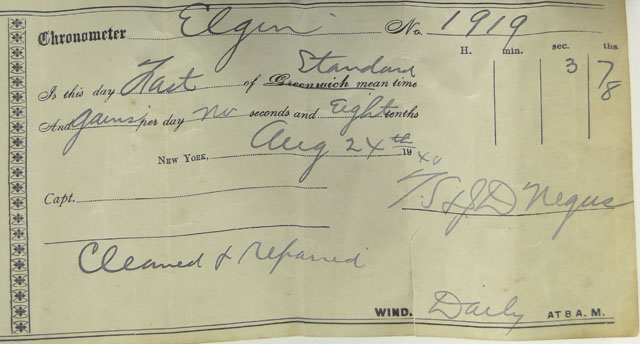 Chronometer Elgin No. 1919
H. min. sec. ths
Standard 3 7/8
Is this day Fast of Greenwich mean time
And gains per day no seconds and Eight tenths
New York, Aug 24th 1940
Capt.
T.S & J D Negus
Cleaned & Repaired
WIND. Daily AT 8 A. M.